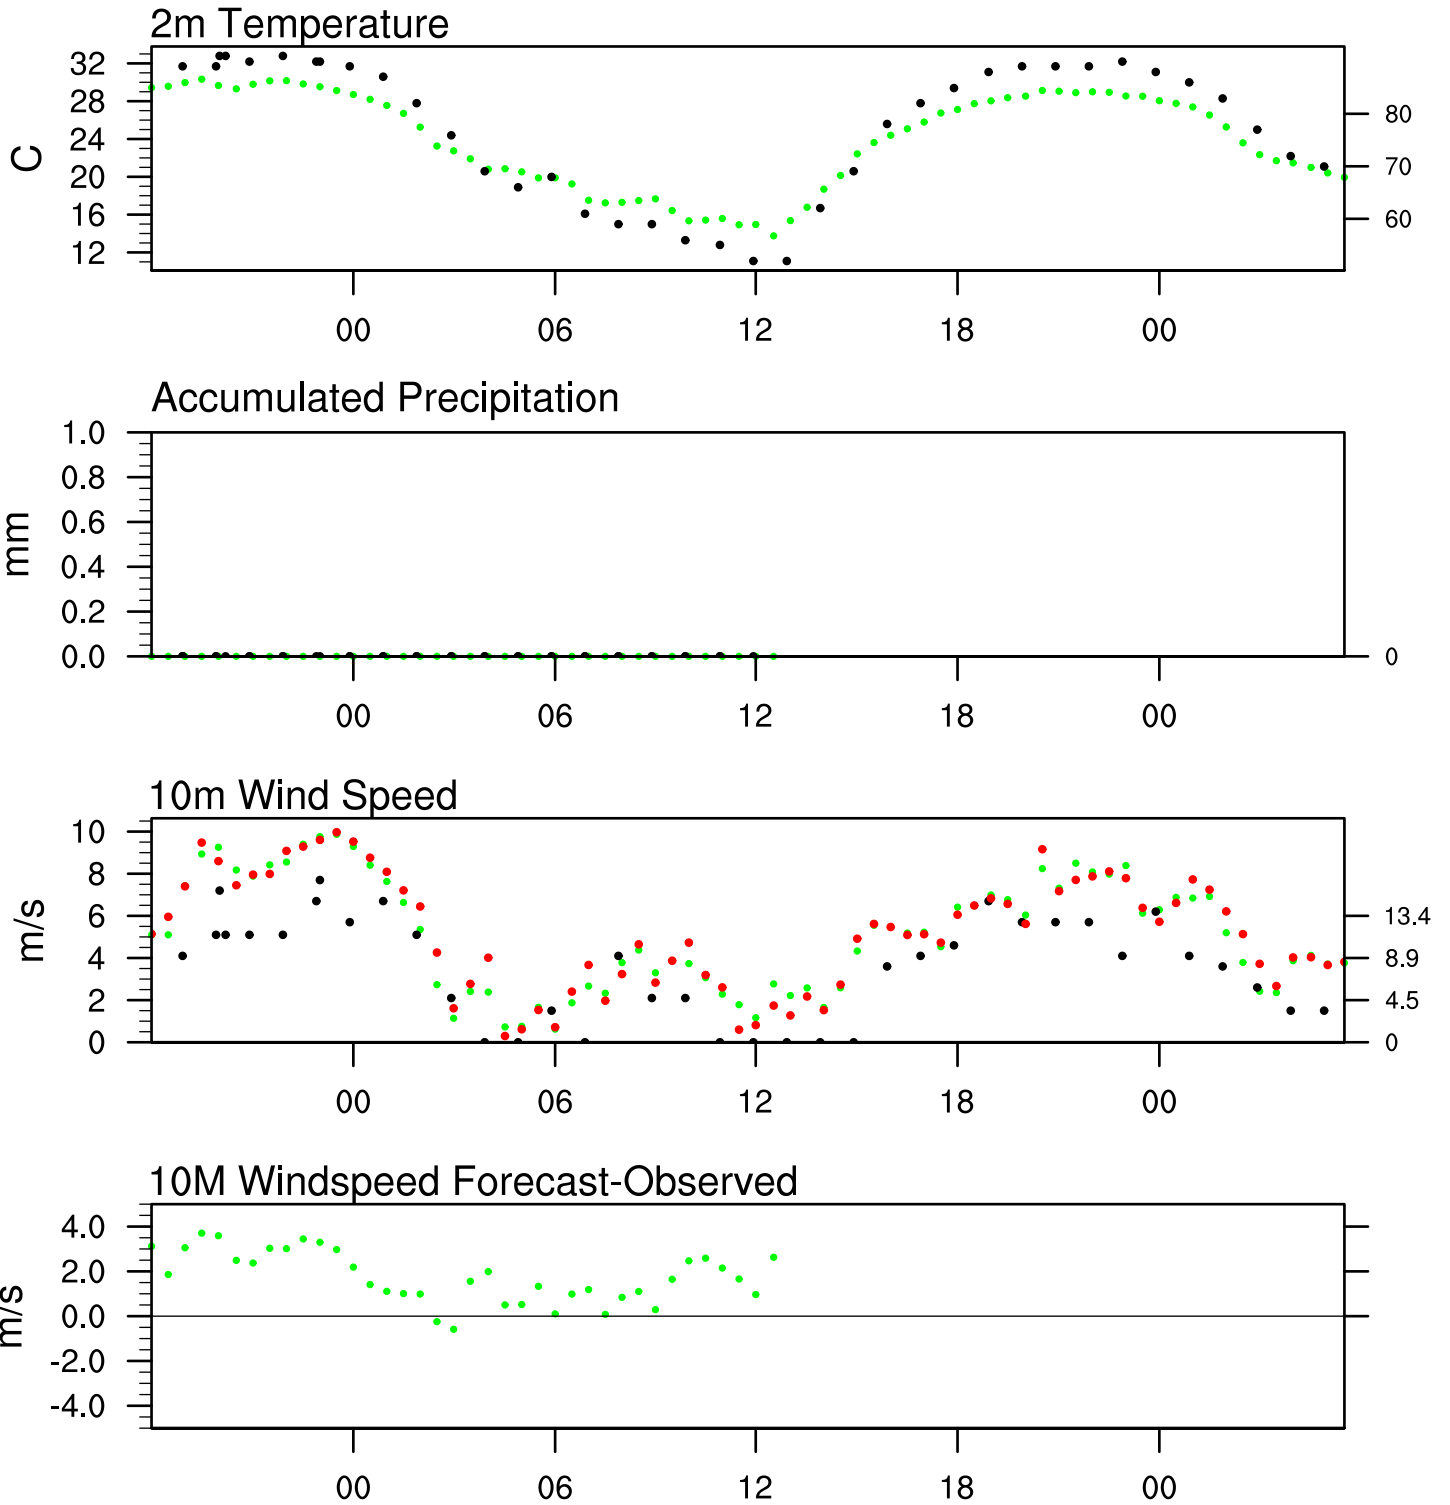 2m Temperature
C
32
28
24
20
16
12
80
70
60
00 06 12 18 00
Accumulated Precipitation
mm
1.0
0.8
0.6
0.4
0.2
0.0
0
00 06 12 18 00
10m Wind Speed
m/s
10
8
6
4
2
0
13.4
8.9
4.5
0
00 06 12 18 00
10M Windspeed Forecast-Observed
m/s
4.0
2.0
0.0
-2.0
-4.0
00 06 12 18 00